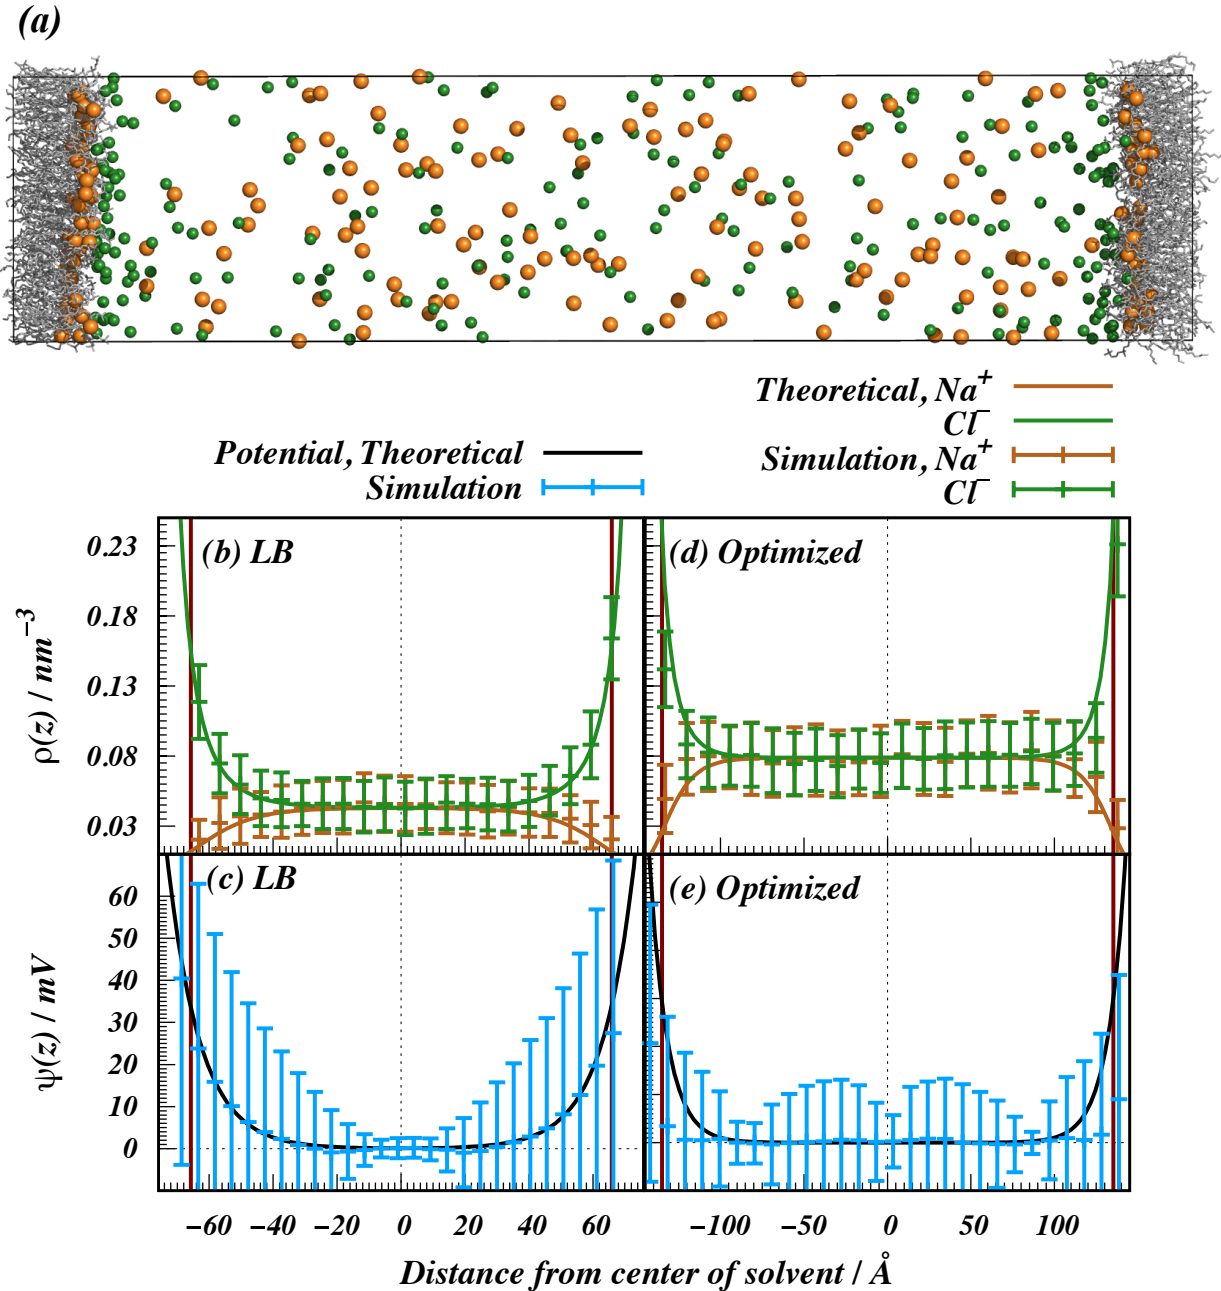 (a)
Theoretical, Na⁺
Cl⁻
Potential, Theoretical
Simulation, Na⁺
Simulation
Cl⁻
(b) LB
(d) Optimized
0.23
0.18
0.13
0.08
0.03
ρ(z) / nm⁻³
(c) LB
(e) Optimized
60
50
40
30
20
10
0
ψ(z) / mV
−60 −40 −20 0 20 40 60
−100 −50 0 50 100
Distance from center of solvent / Å